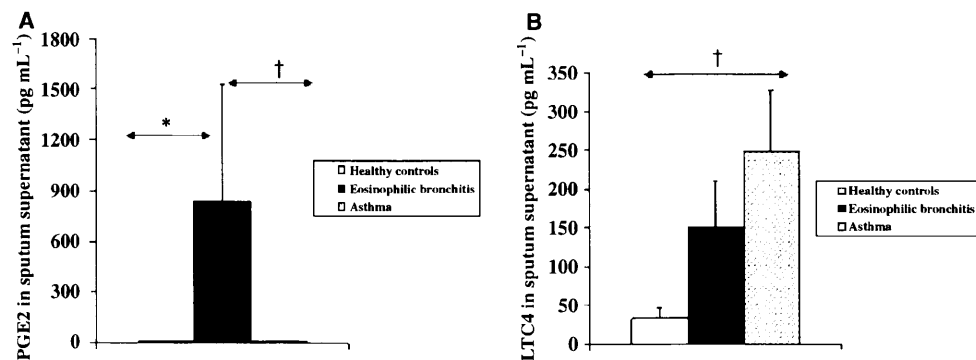 A
PGE2 in sputum supernatant (pg mL⁻¹)
1800
1500
1200
900
600
300
0
*
†
Healthy controls
Eosinophilic bronchitis
Asthma
B
LTC4 in sputum supernatant (pg mL⁻¹)
350
300
250
200
150
100
50
0
†
Healthy controls
Eosinophilic bronchitis
Asthma